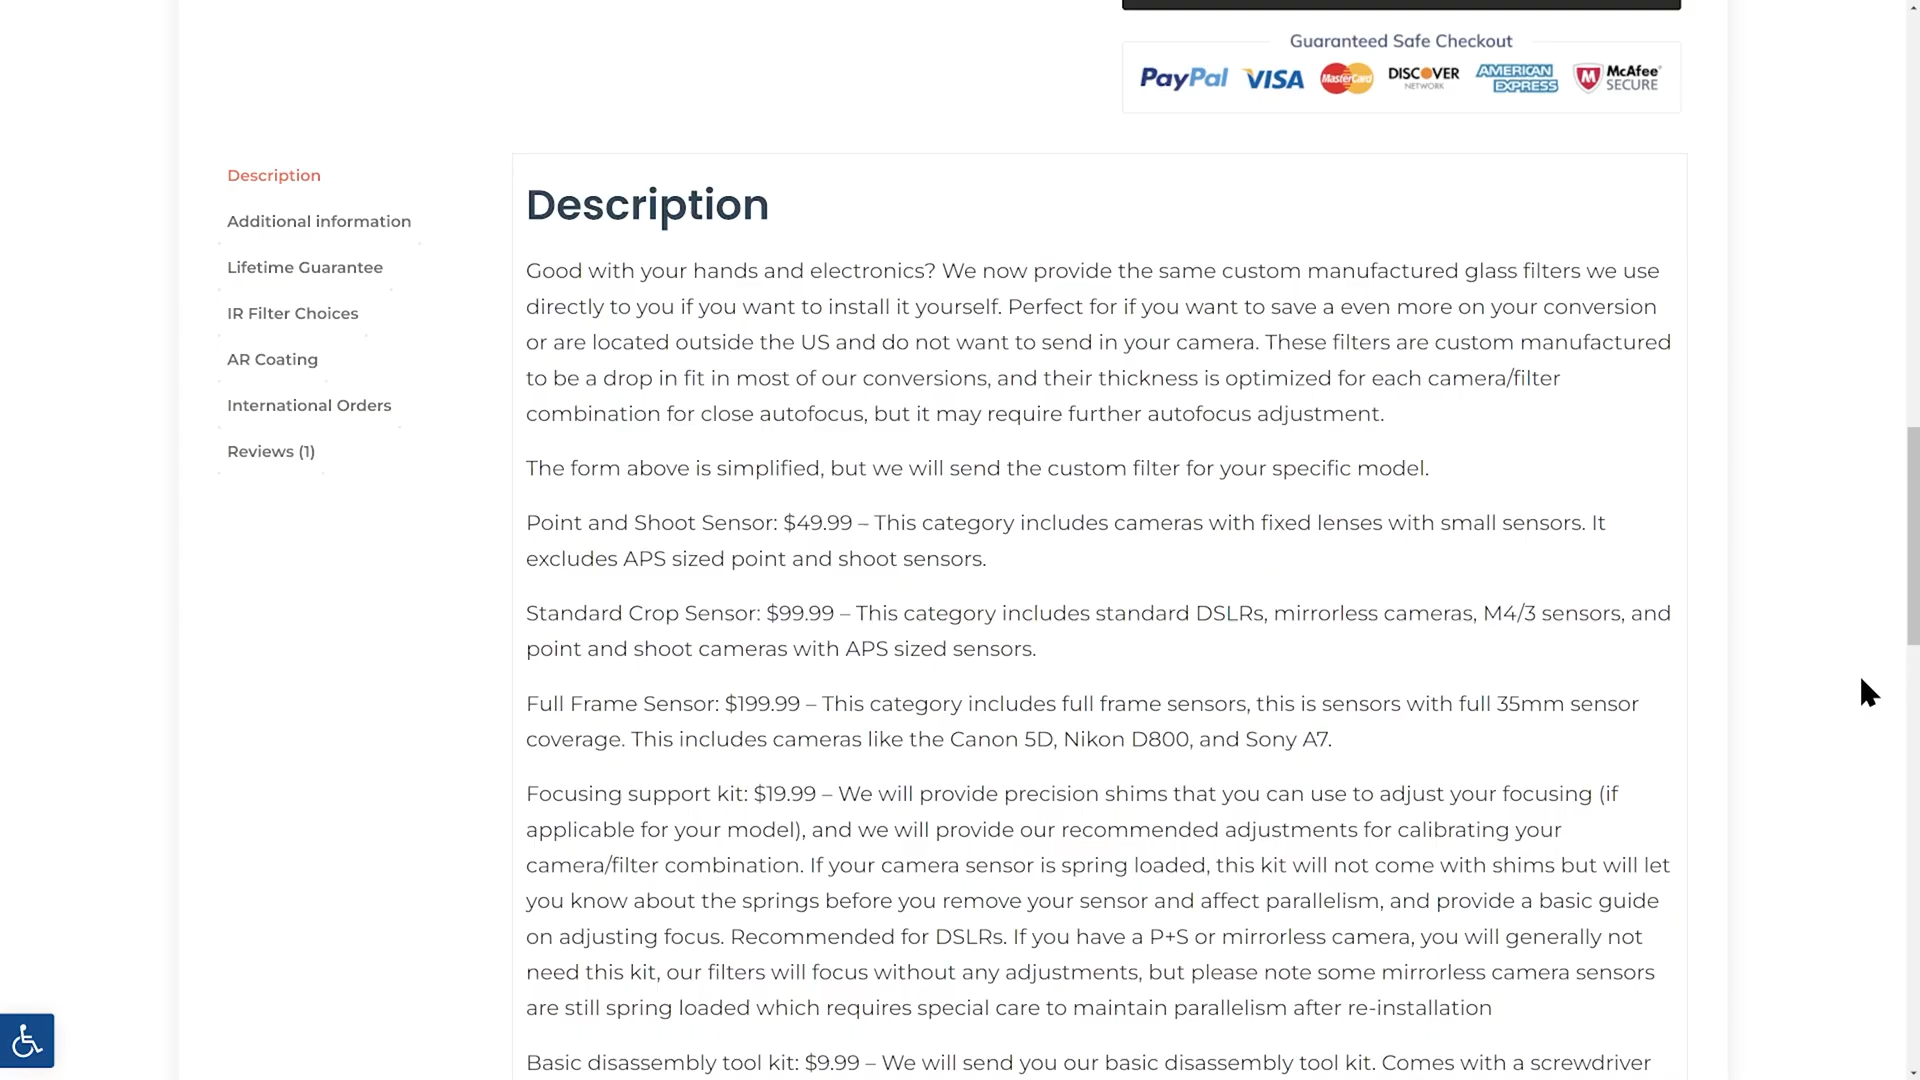 Guaranteed Safe Checkout
PayPal VISA MasterCard DISCOVER NETWORK AMERICAN EXPRESS McAfee SECURE
Description
Additional information
Lifetime Guarantee
IR Filter Choices
AR Coating
International Orders
Reviews (1)
Description
Good with your hands and electronics? We now provide the same custom manufactured glass filters we use
directly to you if you want to install it yourself. Perfect for if you want to save a even more on your conversion
or are located outside the US and do not want to send in your camera. These filters are custom manufactured
to be a drop in fit in most of our conversions, and their thickness is optimized for each camera/filter
combination for close autofocus, but it may require further autofocus adjustment.
The form above is simplified, but we will send the custom filter for your specific model.
Point and Shoot Sensor: $49.99 – This category includes cameras with fixed lenses with small sensors. It
excludes APS sized point and shoot sensors.
Standard Crop Sensor: $99.99 – This category includes standard DSLRs, mirrorless cameras, M4/3 sensors, and
point and shoot cameras with APS sized sensors.
Full Frame Sensor: $199.99 – This category includes full frame sensors, this is sensors with full 35mm sensor
coverage. This includes cameras like the Canon 5D, Nikon D800, and Sony A7.
Focusing support kit: $19.99 – We will provide precision shims that you can use to adjust your focusing (if
applicable for your model), and we will provide our recommended adjustments for calibrating your
camera/filter combination. If your camera sensor is spring loaded, this kit will not come with shims but will let
you know about the springs before you remove your sensor and affect parallelism, and provide a basic guide
on adjusting focus. Recommended for DSLRs. If you have a P+S or mirrorless camera, you will generally not
need this kit, our filters will focus without any adjustments, but please note some mirrorless camera sensors
are still spring loaded which requires special care to maintain parallelism after re-installation
Basic disassembly tool kit: $9.99 – We will send you our basic disassembly tool kit. Comes with a screwdriver